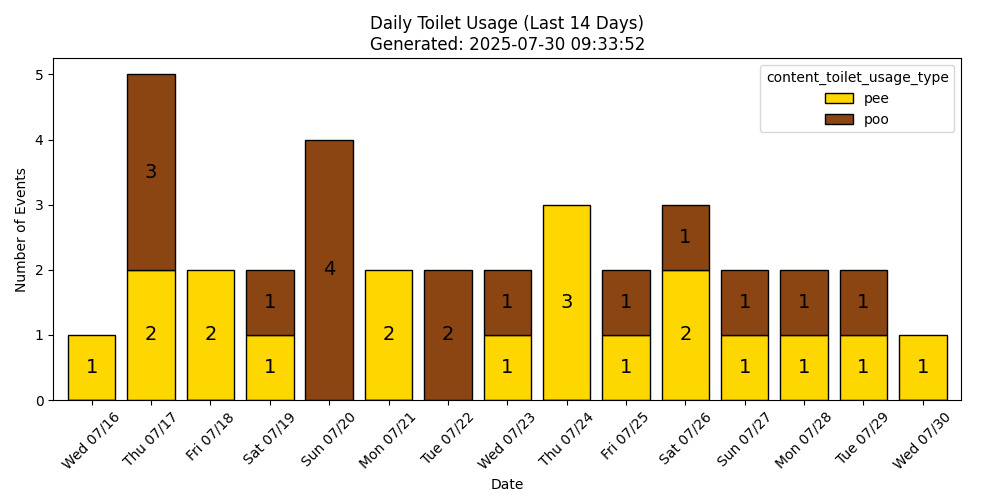 Daily Toilet Usage (Last 14 Days)
Generated: 2025-07-30 09:33:52
content_toilet_usage_type
pee
poo
Number of Events
5
4
3
2
1
0
1
2
3
2
1
1
4
2
2
1
1
3
1
1
2
1
1
1
1
1
1
1
1
Wed 07/16
Thu 07/17
Fri 07/18
Sat 07/19
Sun 07/20
Mon 07/21
Tue 07/22
Wed 07/23
Thu 07/24
Fri 07/25
Sat 07/26
Sun 07/27
Mon 07/28
Tue 07/29
Wed 07/30
Date